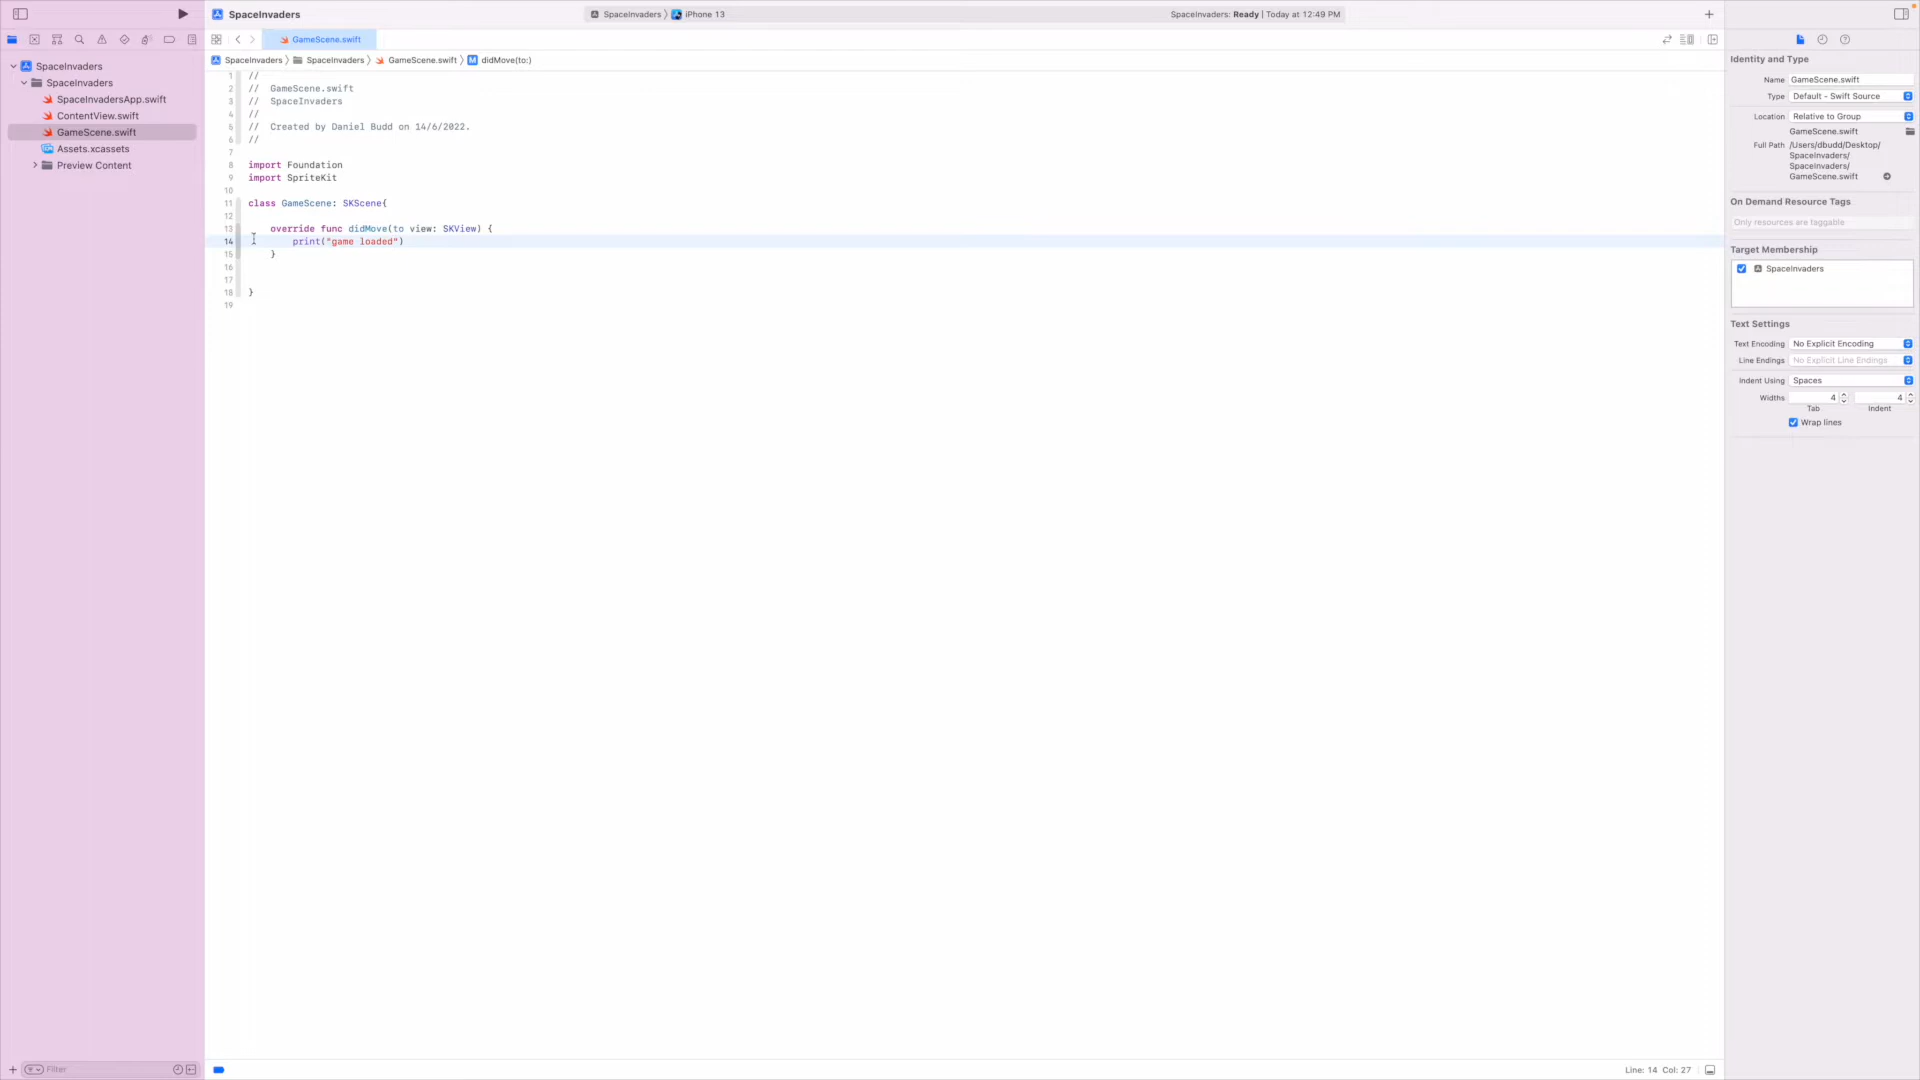 SpaceInvaders
SpaceInvaders
iPhone 13
SpaceInvaders: Ready | Today at 12:49 PM
GameScene.swift
SpaceInvaders
SpaceInvaders
GameScene.swift
M
didMove(to:)
SpaceInvaders
SpaceInvaders
SpaceInvadersApp.swift
ContentView.swift
GameScene.swift
Assets.xcassets
Preview Content
1 //
2 //  GameScene.swift
3 //  SpaceInvaders
4 //
5 //  Created by Daniel Budd on 14/6/2022.
6 //
7
8 import Foundation
9 import SpriteKit
10
11 class GameScene: SKScene{
12
13     override func didMove(to view: SKView) {
14         print("game loaded")
15     }
16
17
18 }
19
Identity and Type
Name GameScene.swift
Type Default - Swift Source
Location Relative to Group
GameScene.swift
Full Path /Users/dbudd/Desktop/
SpaceInvaders/
SpaceInvaders/
GameScene.swift
On Demand Resource Tags
Only resources are taggable
Target Membership
SpaceInvaders
Text Settings
Text Encoding No Explicit Encoding
Line Endings No Explicit Line Endings
Indent Using Spaces
Widths 4 4
Tab Indent
Wrap lines
Filter
Line: 14 Col: 27